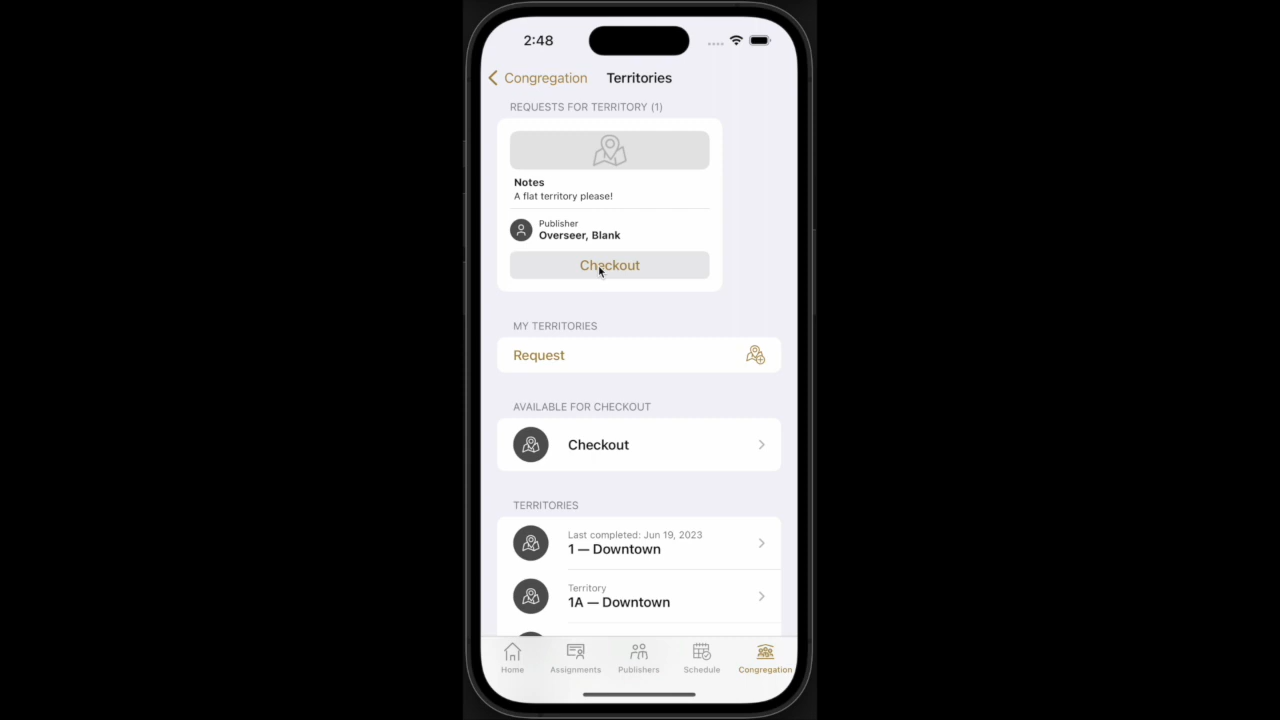 2:48
Congregation
Territories
REQUESTS FOR TERRITORY (1)
Notes
A flat territory please!
Publisher
Overseer, Blank
Checkout
MY TERRITORIES
Request
AVAILABLE FOR CHECKOUT
Checkout
TERRITORIES
Last completed: Jun 19, 2023
1 — Downtown
Territory
1A — Downtown
Home Assignments Publishers Schedule Congregation